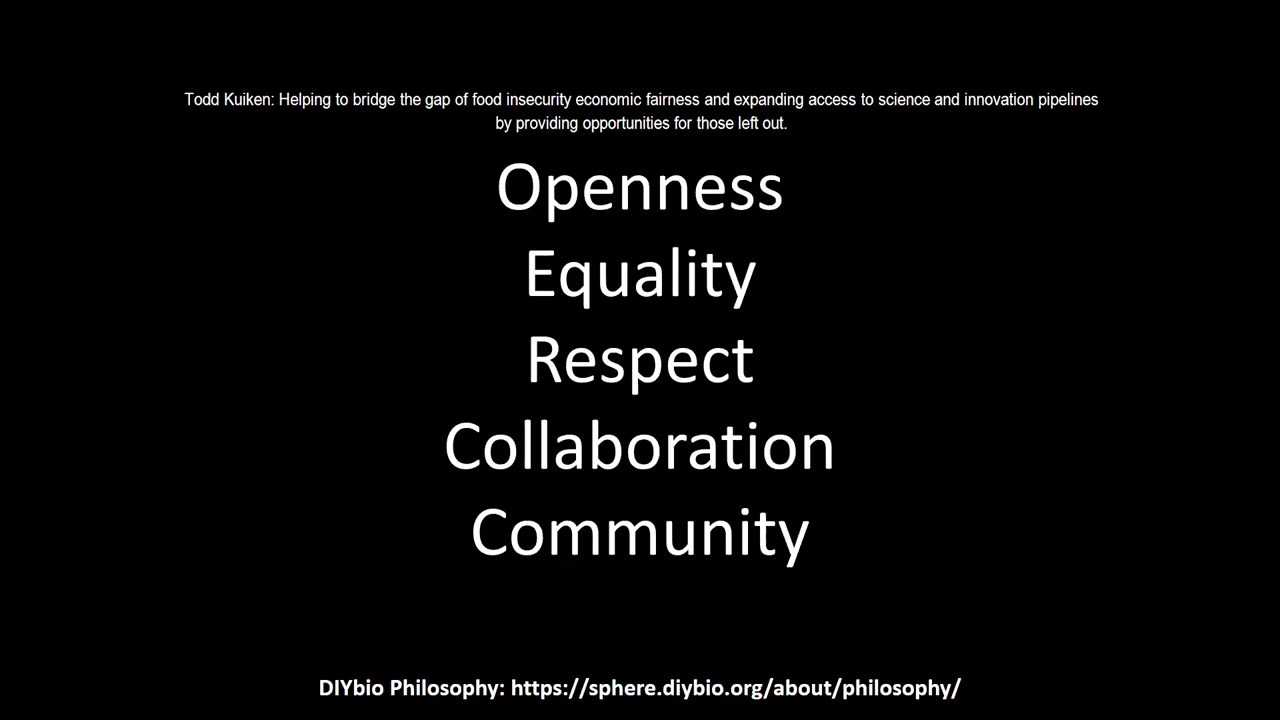 Todd Kuiken: Helping to bridge the gap of food insecurity economic fairness and expanding access to science and innovation pipelines
by providing opportunities for those left out.
Openness
Equality
Respect
Collaboration
Community
DIYbio Philosophy: https://sphere.diybio.org/about/philosophy/